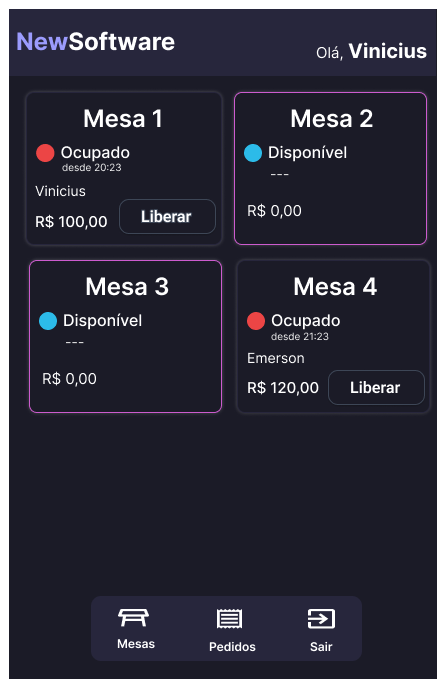 NewSoftware
Olá, Vinicius
Mesa 1
Ocupado
desde 20:23
Vinicius
R$ 100,00
Liberar
Mesa 2
Disponível
---
R$ 0,00
Mesa 3
Disponível
---
R$ 0,00
Mesa 4
Ocupado
desde 21:23
Emerson
R$ 120,00
Liberar
Mesas
Pedidos
Sair